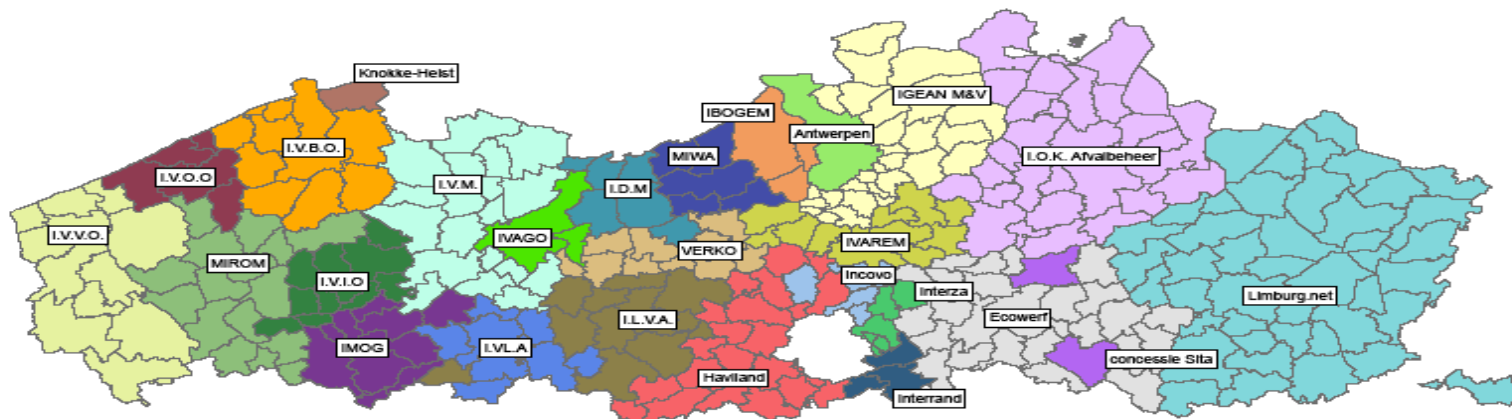 Knokke-Heist
IGEAN M&V
IBOGEM
Antwerpen
I.V.B.O.
MIWA
I.O.K. Afvalbeheer
I.V.O.O
I.V.M.
I.D.M
I.V.V.O.
IVAGO
VERKO
IVAREM
MIROM
I.V.I.O
Incovo
Interza
Limburg.net
I.L.V.A.
Ecowerf
IMOG
I.VL.A
concessie Sita
Haviland
Interrand